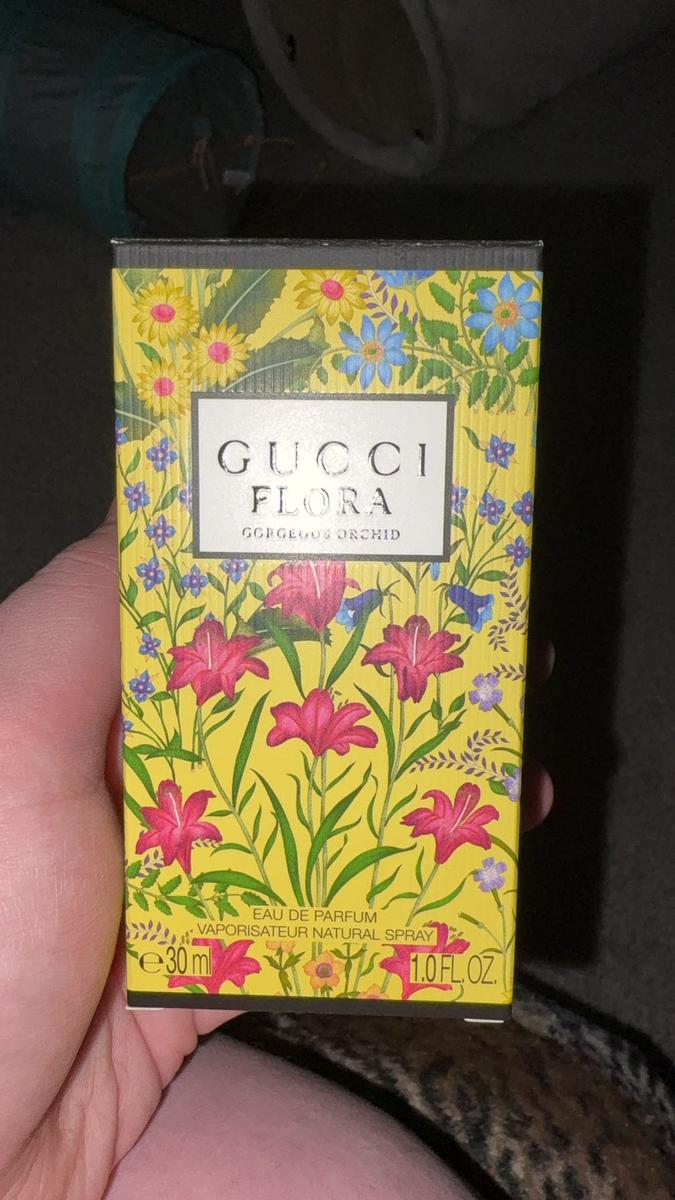 GUCCI
FLORA
GORGEOUS ORCHID
EAU DE PARFUM
VAPORISATEUR NATURAL SPRAY
℮30 ml
1.0 FL. OZ.